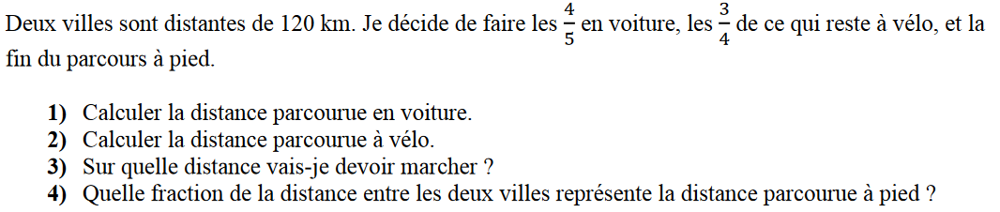 Deux villes sont distantes de 120 km. Je décide de faire les 4/5 en voiture, les 3/4 de ce qui reste à vélo, et la
fin du parcours à pied.
1) Calculer la distance parcourue en voiture.
2) Calculer la distance parcourue à vélo.
3) Sur quelle distance vais-je devoir marcher ?
4) Quelle fraction de la distance entre les deux villes représente la distance parcourue à pied ?